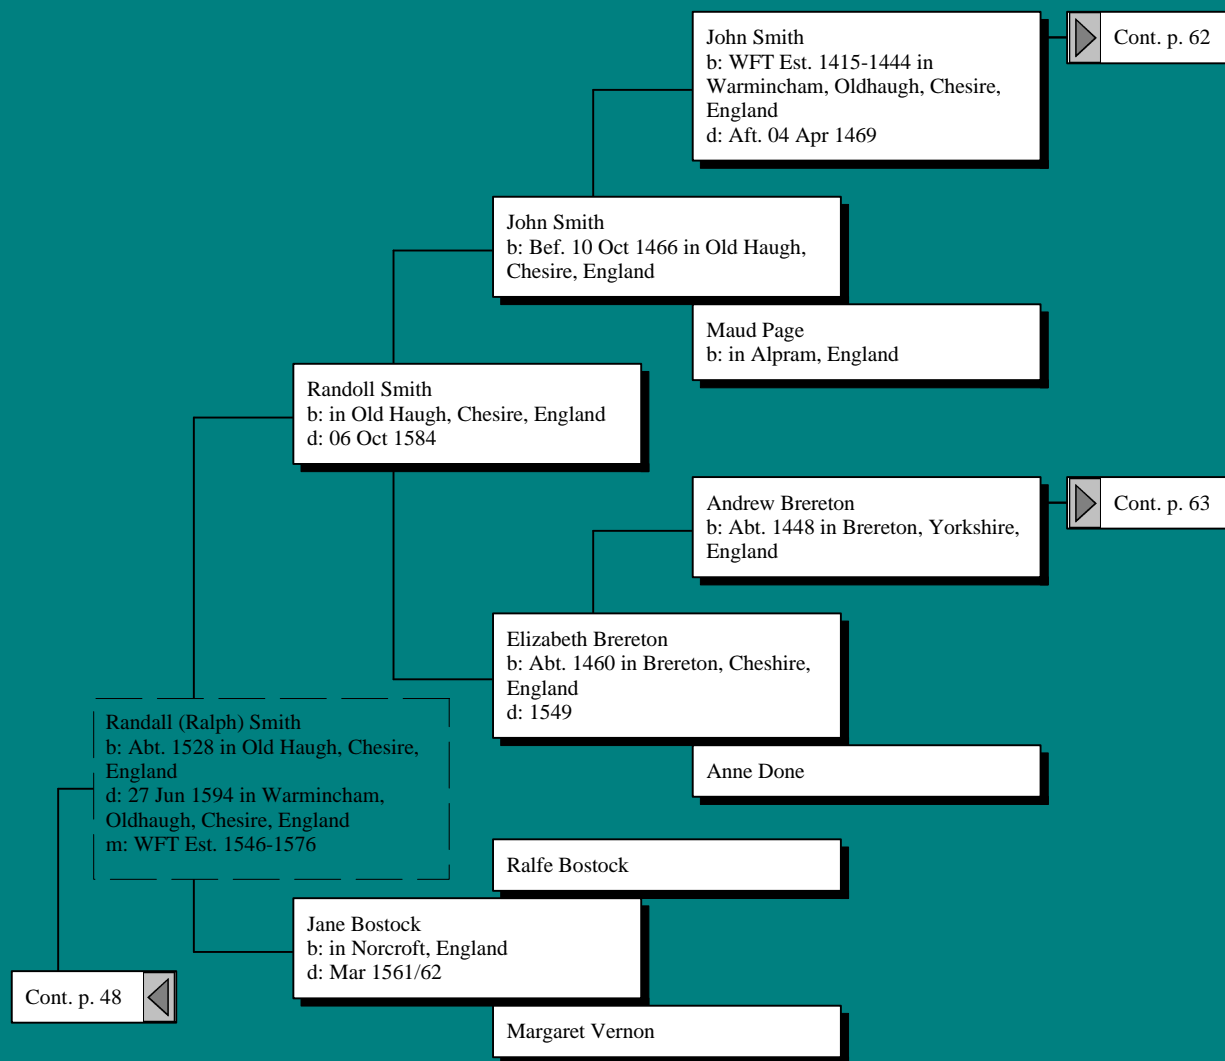 John Smith
b: WFT Est. 1415-1444 in
Warmincham, Oldhaugh, Chesire,
England
d: Aft. 04 Apr 1469
Cont. p. 62
John Smith
b: Bef. 10 Oct 1466 in Old Haugh,
Chesire, England
Maud Page
b: in Alpram, England
Randoll Smith
b: in Old Haugh, Chesire, England
d: 06 Oct 1584
Andrew Brereton
b: Abt. 1448 in Brereton, Yorkshire,
England
Cont. p. 63
Elizabeth Brereton
b: Abt. 1460 in Brereton, Cheshire,
England
d: 1549
Anne Done
Randall (Ralph) Smith
b: Abt. 1528 in Old Haugh, Chesire,
England
d: 27 Jun 1594 in Warmincham,
Oldhaugh, Chesire, England
m: WFT Est. 1546-1576
Ralfe Bostock
Jane Bostock
b: in Norcroft, England
d: Mar 1561/62
Cont. p. 48
Margaret Vernon